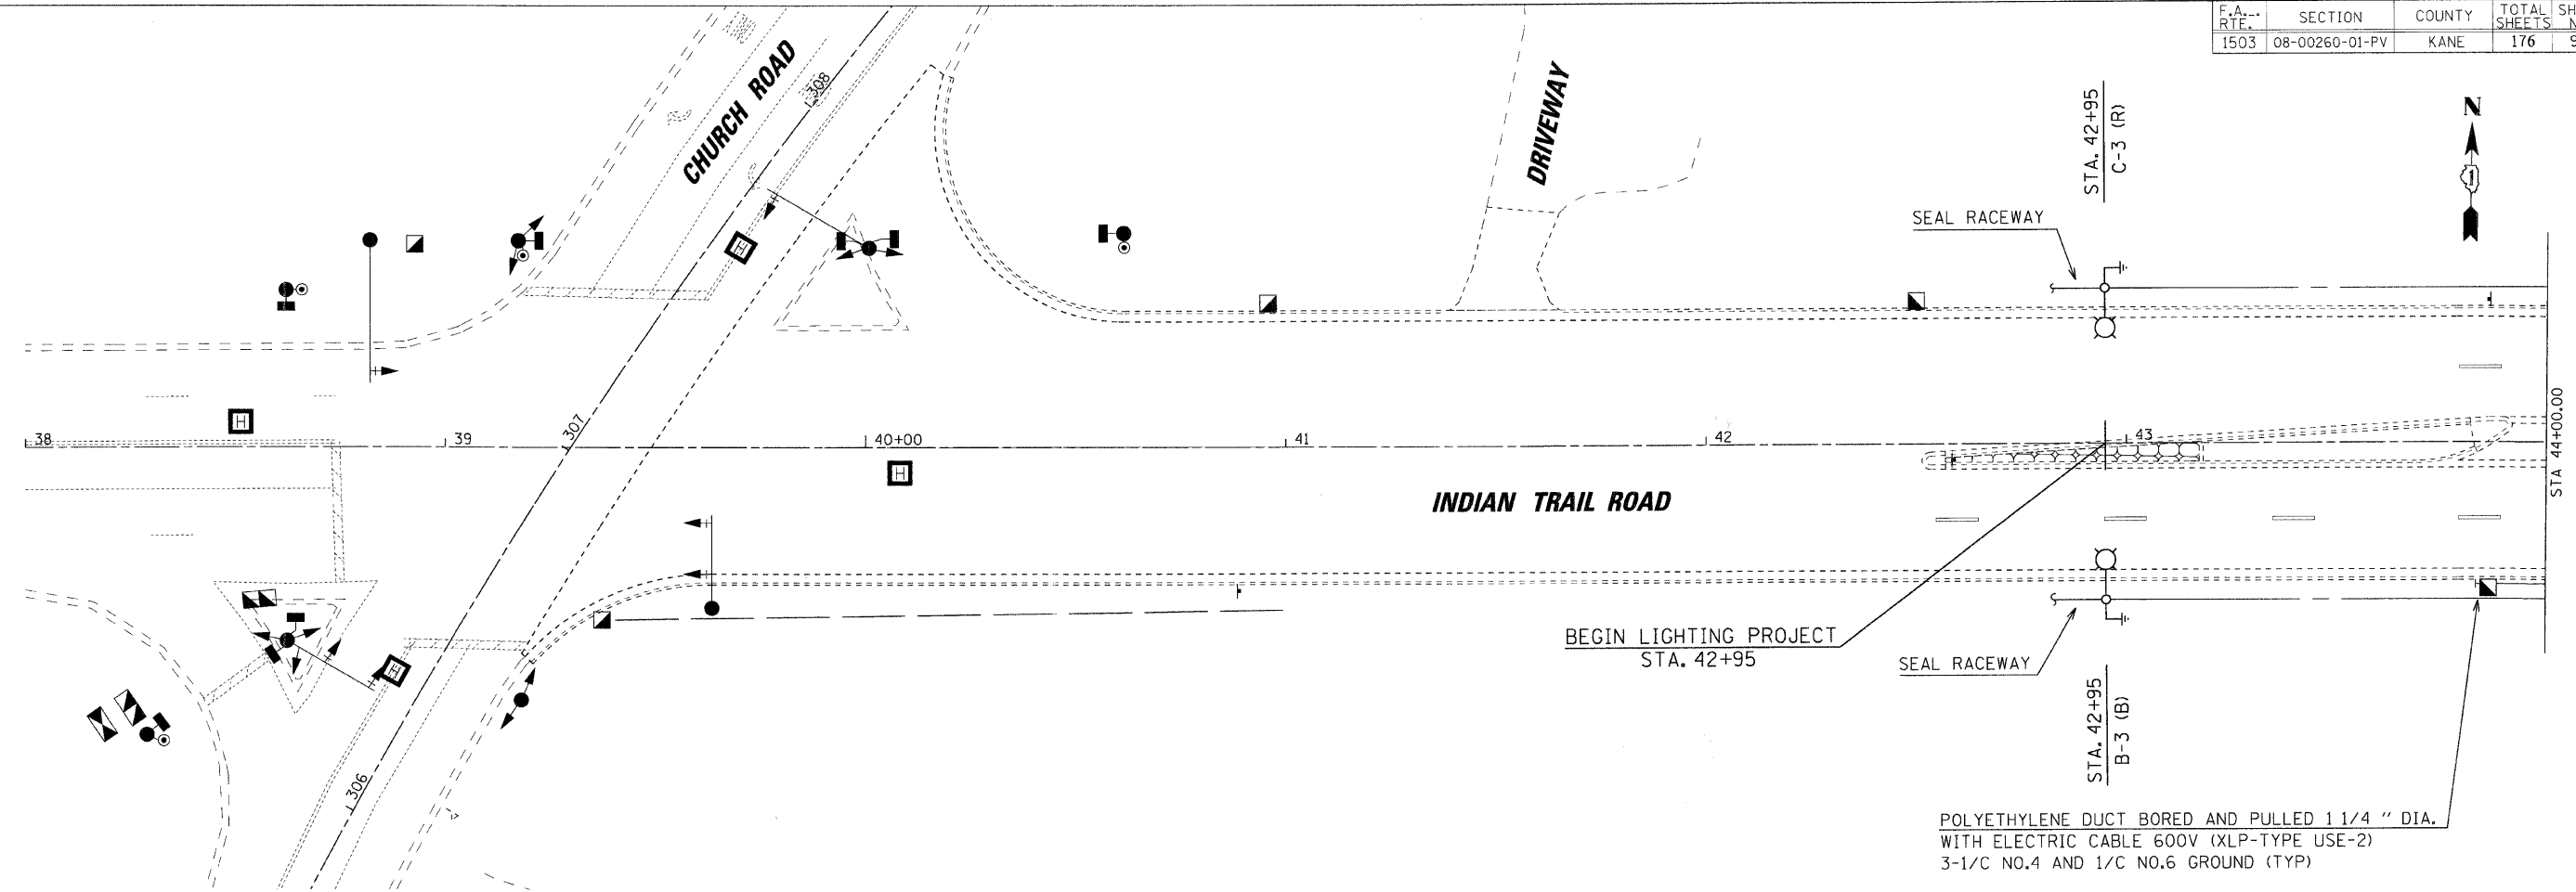 F.A.
RTE.
SECTION
COUNTY
TOTAL
SHEETS
1503
08-00260-01-PV
KANE
176
CHURCH ROAD
308
DRIVEWAY
STA. 42+95
C-3 (R)
N
1
SEAL RACEWAY
H
H
38
39
307
40+00
41
42
43
STA 44+00.00
H
INDIAN TRAIL ROAD
BEGIN LIGHTING PROJECT
STA. 42+95
SEAL RACEWAY
H
306
STA. 42+95
B-3 (B)
POLYETHYLENE DUCT BORED AND PULLED 1 1/4 " DIA.
WITH ELECTRIC CABLE 600V (XLP-TYPE USE-2)
3-1/C NO.4 AND 1/C NO.6 GROUND (TYP)